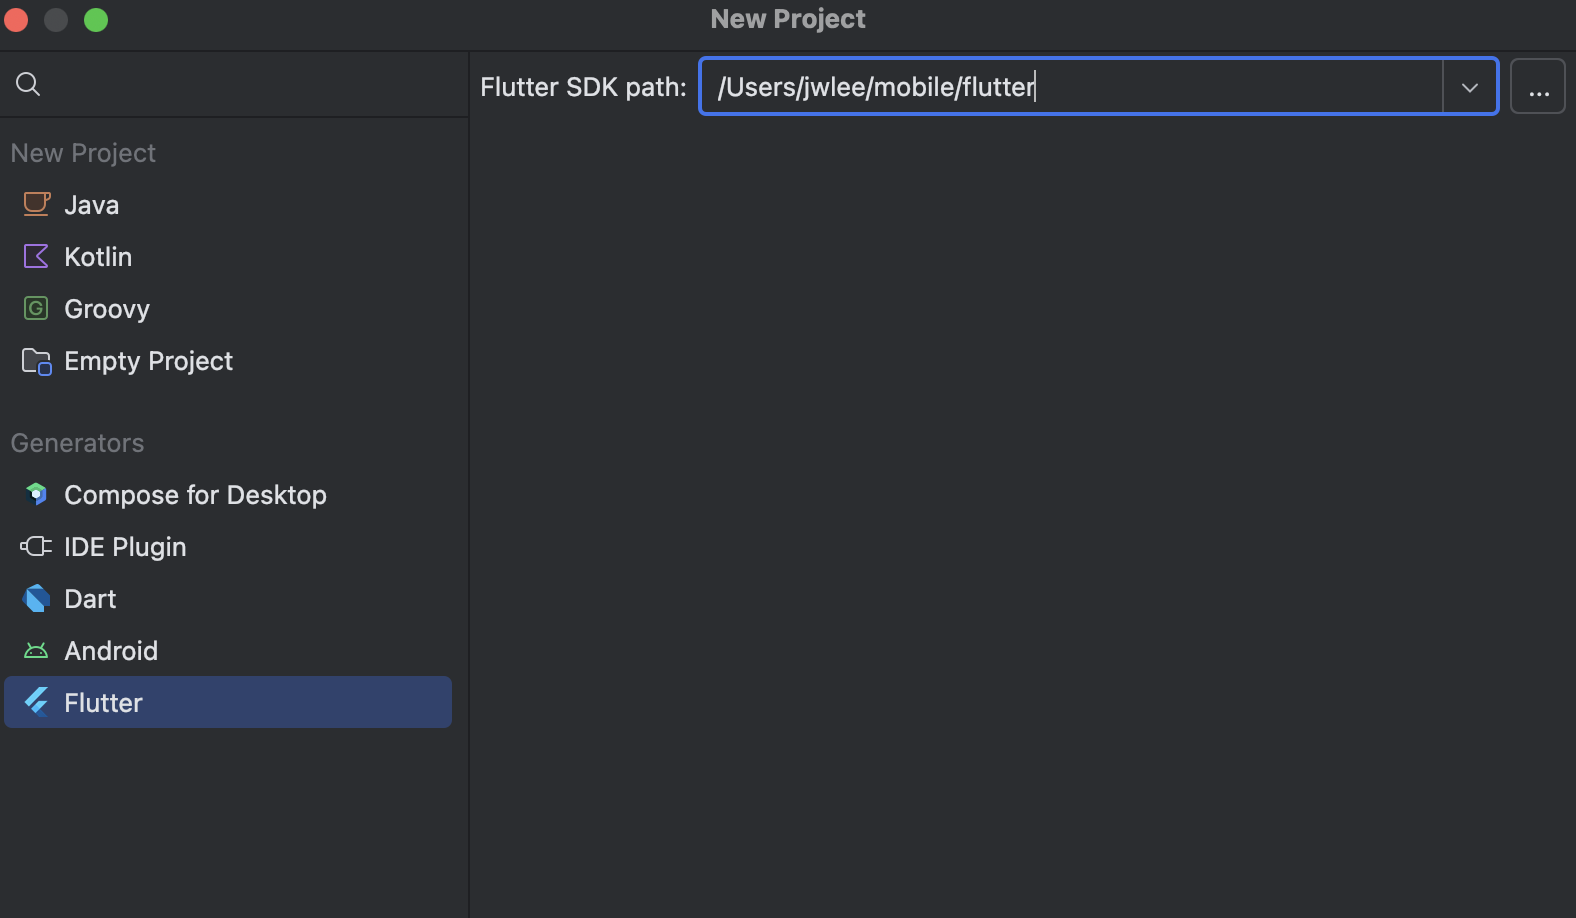 New Project
Flutter SDK path: /Users/jwlee/mobile/flutter ...
New Project
Java
Kotlin
G Groovy
Empty Project
Generators
Compose for Desktop
IDE Plugin
Dart
Android
Flutter